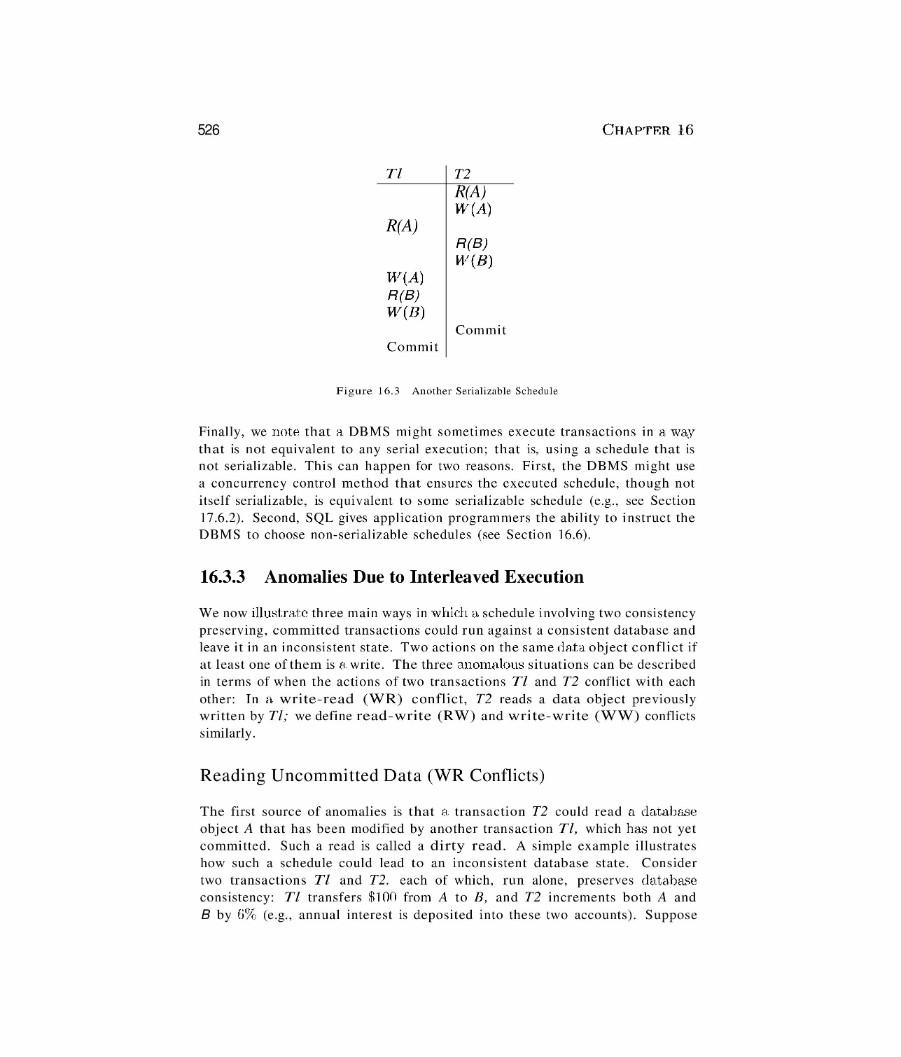 526 CHAPTER 16
T1 T2
R(A)
W(A)
R(A)
R(B)
W(B)
W(A)
R(B)
W(B)
Commit
Commit
Figure 16.3 Another Serializable Schedule
Finally, we note that a DBMS might sometimes execute transactions in a way
that is not equivalent to any serial execution; that is, using a schedule that is
not serializable. This can happen for two reasons. First, the DBMS might use
a concurrency control method that ensures the executed schedule, though not
itself serializable, is equivalent to some serializable schedule (e.g., see Section
17.6.2). Second, SQL gives application programmers the ability to instruct the
DBMS to choose non-serializable schedules (see Section 16.6).
16.3.3 Anomalies Due to Interleaved Execution
We now illustrate three main ways in which a schedule involving two consistency
preserving, committed transactions could run against a consistent database and
leave it in an inconsistent state. Two actions on the same data object conflict if
at least one of them is a write. The three anomalous situations can be described
in terms of when the actions of two transactions T1 and T2 conflict with each
other: In a write-read (WR) conflict, T2 reads a data object previously
written by T1; we define read-write (RW) and write-write (WW) conflicts
similarly.
Reading Uncommitted Data (WR Conflicts)
The first source of anomalies is that a transaction T2 could read a database
object A that has been modified by another transaction T1, which has not yet
committed. Such a read is called a dirty read. A simple example illustrates
how such a schedule could lead to an inconsistent database state. Consider
two transactions T1 and T2. each of which, run alone, preserves database
consistency: T1 transfers $100 from A to B, and T2 increments both A and
B by 6% (e.g., annual interest is deposited into these two accounts). Suppose